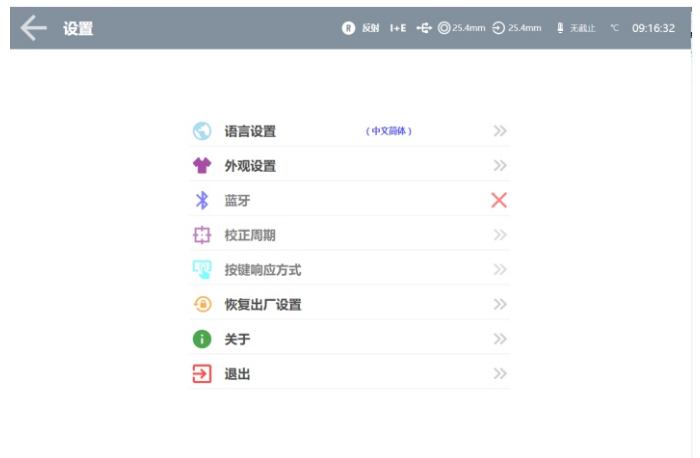 设置 R 反射 I+E 25.4mm 25.4mm 无截止 ℃ 09:16:32
语言设置 (中文简体)
外观设置
蓝牙
校正周期
按键响应方式
恢复出厂设置
关于
退出